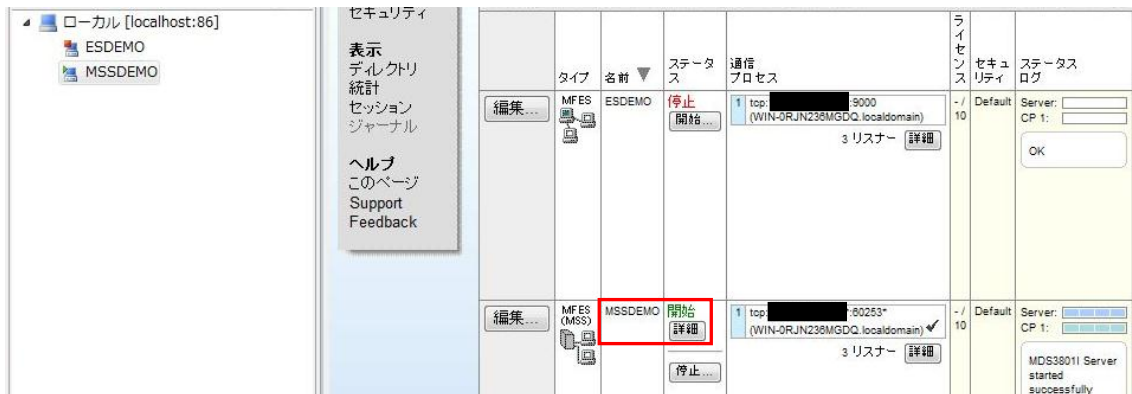 ローカル [localhost:86]
ESDEMO
MSSDEMO
セキュリティ
表示
ディレクトリ
統計
セッション
ジャーナル
ヘルプ
このページ
Support
Feedback
タイプ
名前
ステータス
通信
プロセス
ライセンス
セキュリティ
ステータス
ログ
編集...
MFES
ESDEMO
停止
開始...
1 tcp: :9000
(WIN-0RJN236MGDQ.localdomain)
3 リスナー 詳細
- /
10
Default
Server:
CP 1:
OK
編集...
MFES
(MSS)
MSSDEMO
開始
詳細
停止...
1 tcp: :60253*
(WIN-0RJN236MGDQ.localdomain) ✔
3 リスナー 詳細
- /
10
Default
Server:
CP 1:
MDS3801I Server
started
successfully